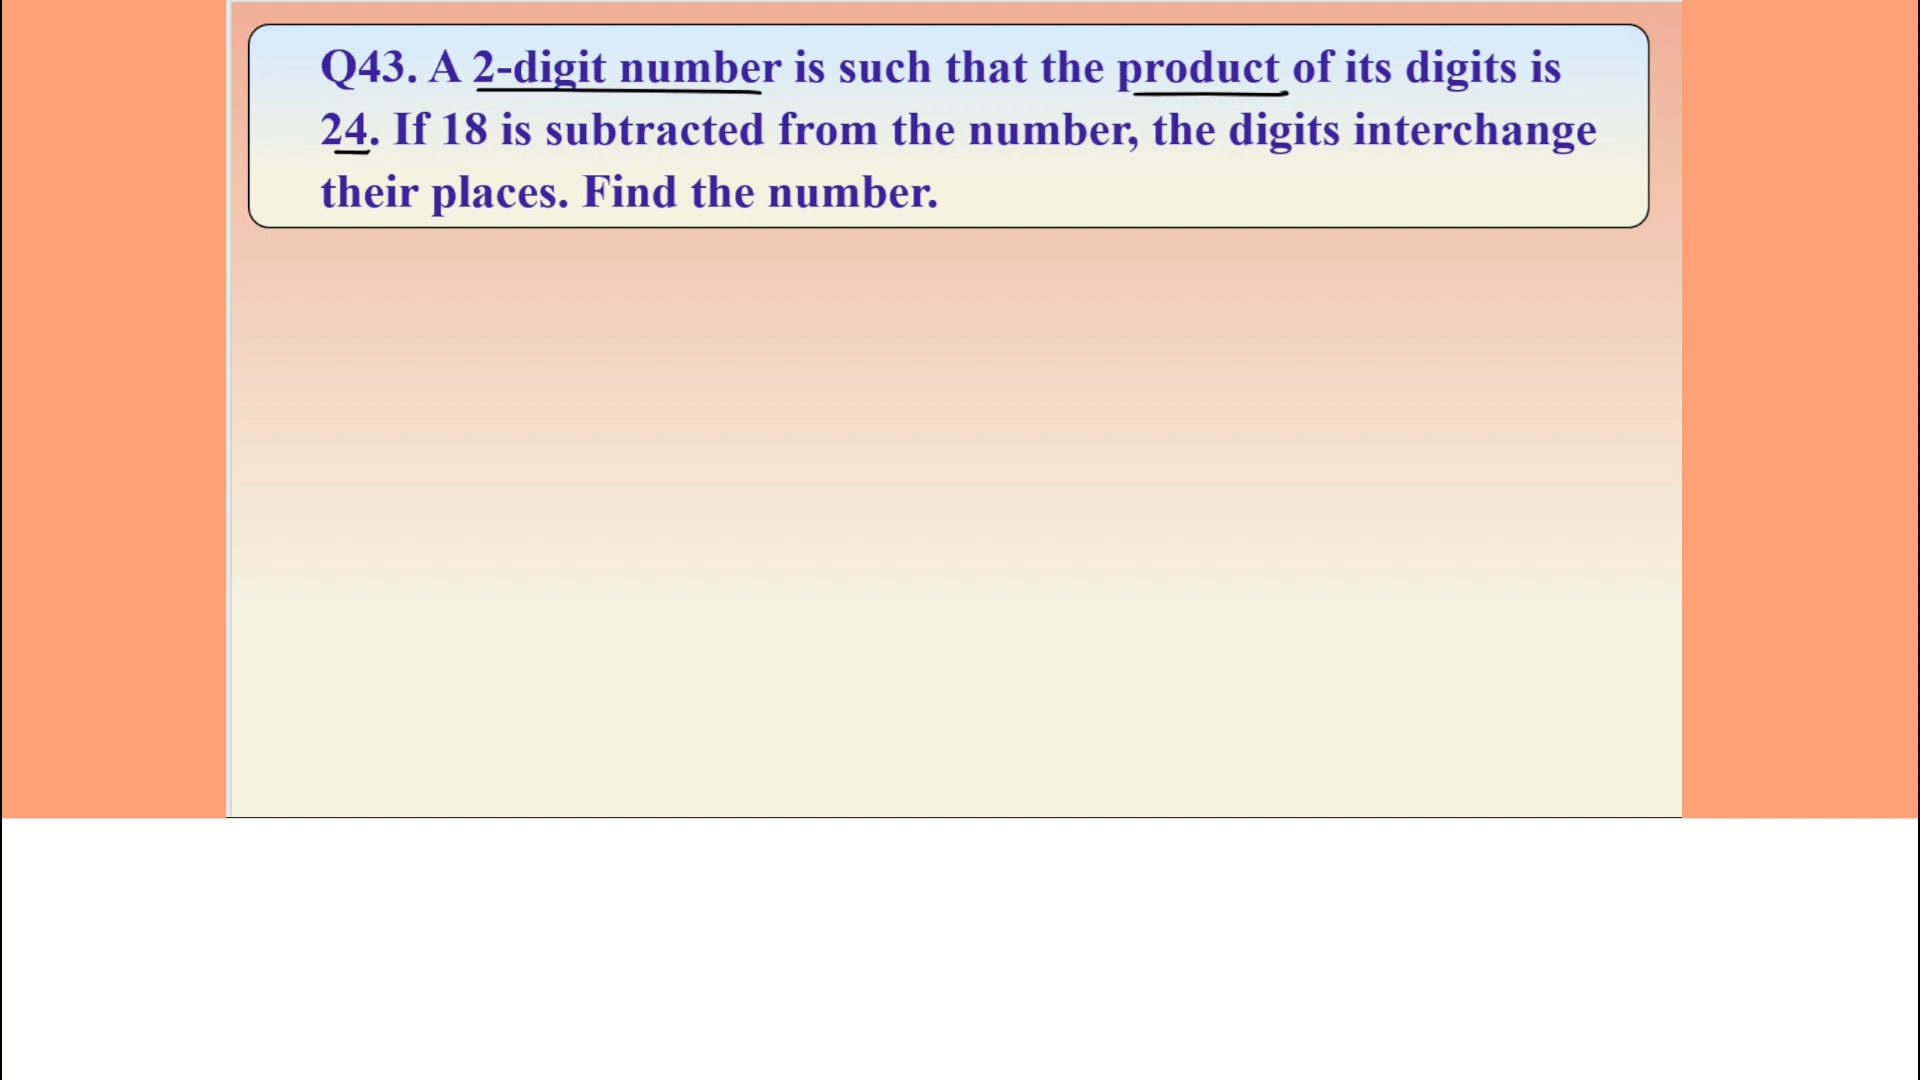 Q43. A 2-digit number is such that the product of its digits is
24. If 18 is subtracted from the number, the digits interchange
their places. Find the number.